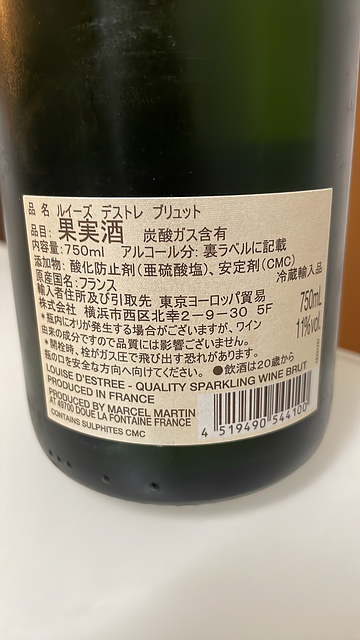 品 名 ルイーズ デストレ ブリュット
品目: 果実酒 炭酸ガス含有
内容量:750ml アルコール分: 裏ラベルに記載
添加物: 酸化防止剤(亜硫酸塩)、安定剤(CMC)
原産国名:フランス 冷蔵輸入品
輸入者住所及び引取先 東京ヨーロッパ貿易
株式会社 横浜市西区北幸2-9-30 5F
750mL
11%vol.
*瓶内にオリが発生する場合がございますが、ワイン
由来の成分ですので品質には影響ございません。
*開栓時、栓がガス圧で飛び出す恐れがあります。
瓶の口を安全な方向へ向けてください。 ●飲酒は20歳から
LOUISE D'ESTREE - QUALITY SPARKLING WINE BRUT
PRODUCED IN FRANCE
PRODUCED BY MARCEL MARTIN
AT 49700 DOUE LA FONTAINE FRANCE
CONTAINS SULPHITES CMC
4 519490 544100